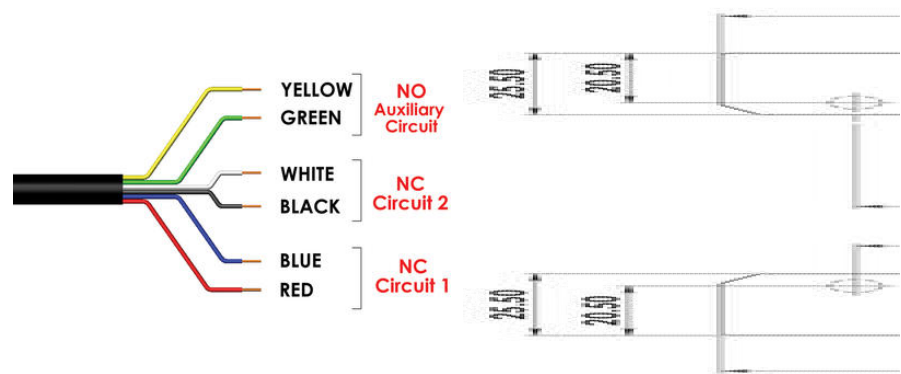 YELLOW
GREEN
NO
Auxiliary
Circuit
WHITE
BLACK
NC
Circuit 2
BLUE
RED
NC
Circuit 1
25.50
20.50
25.50
20.50